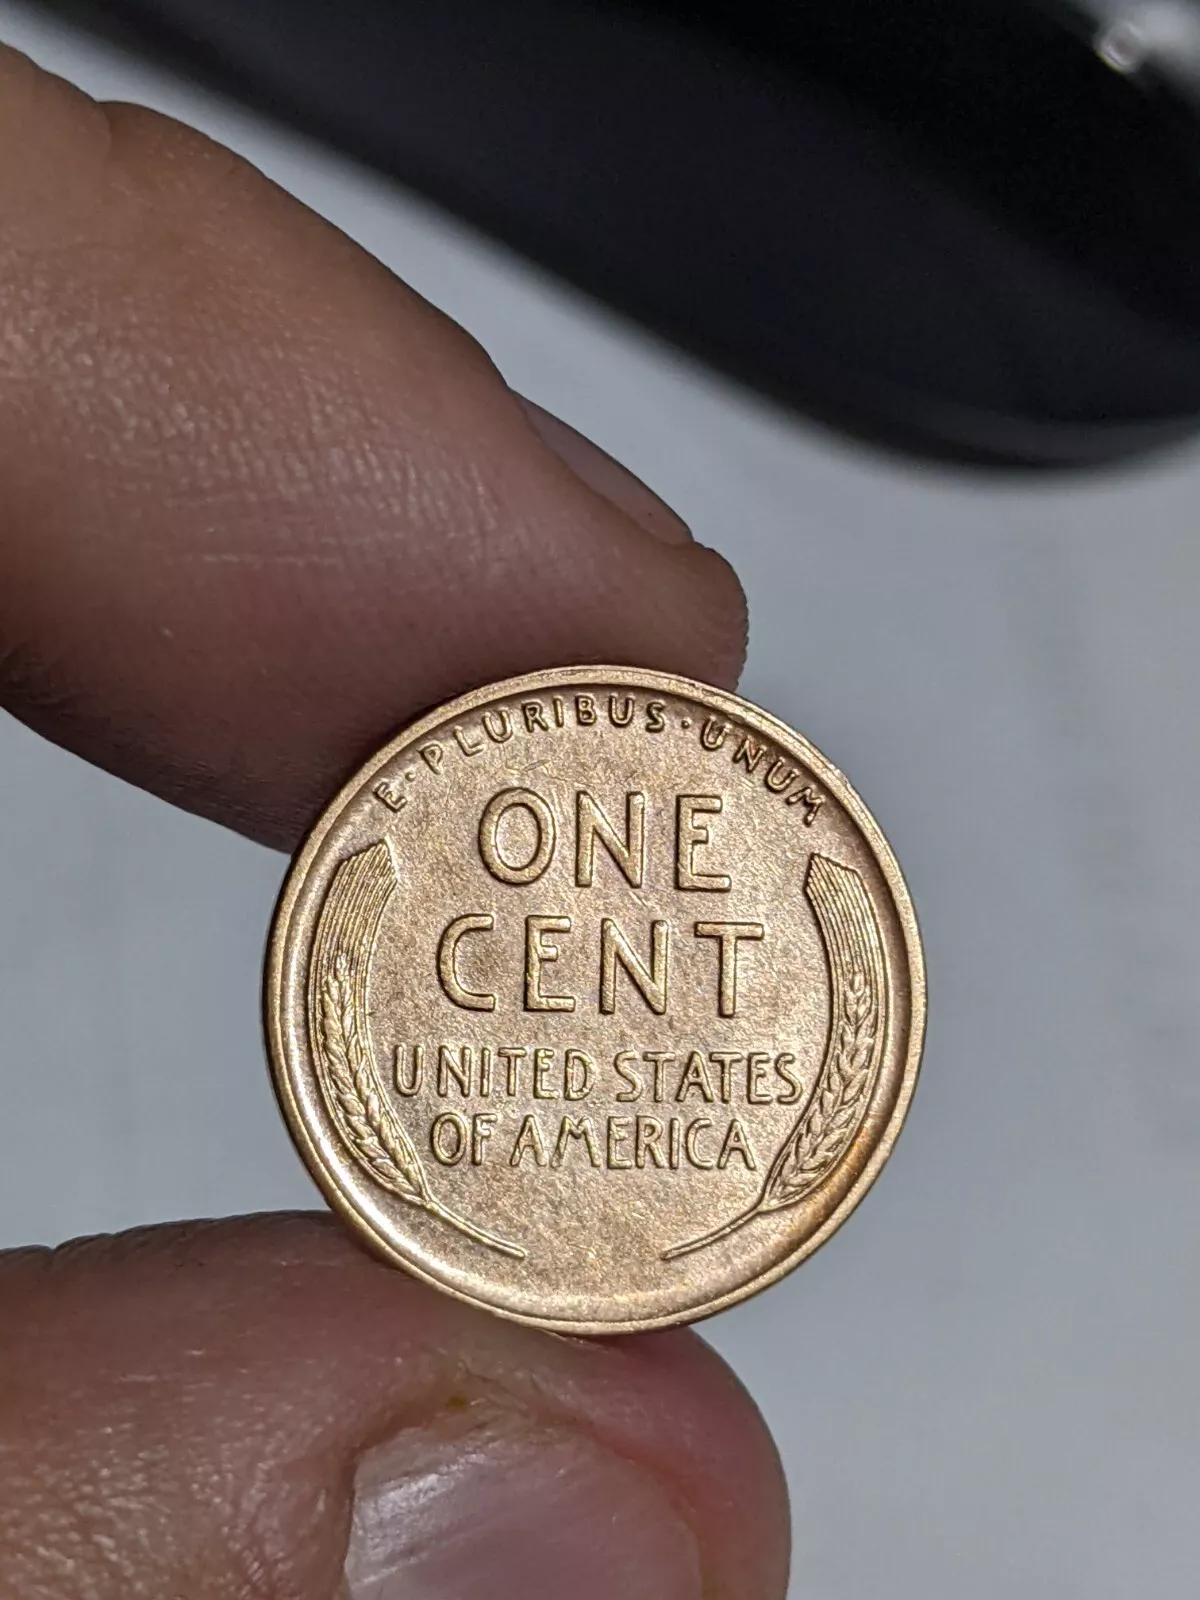 E·PLURIBUS·UNUM
ONE
CENT
UNITED STATES
OF AMERICA